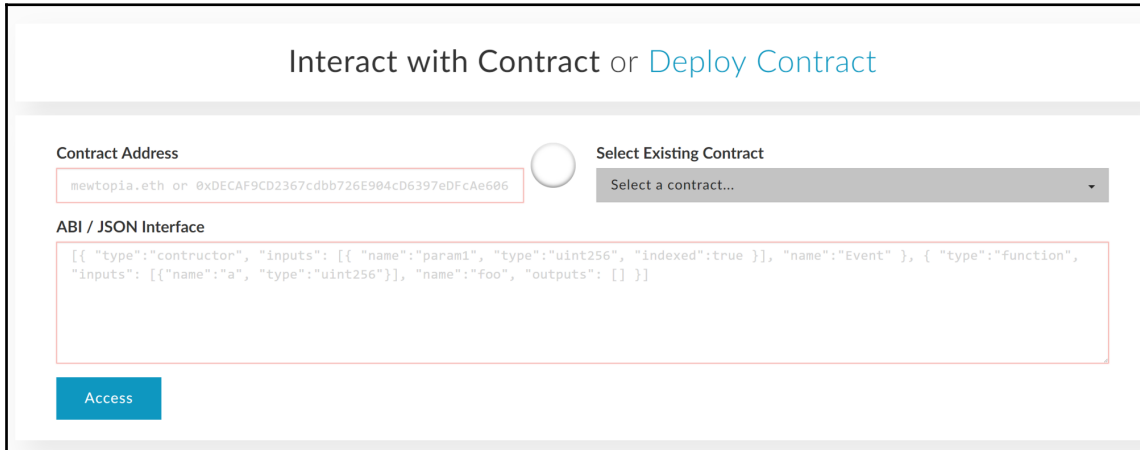 Interact with Contract or Deploy Contract
Contract Address
mewtopia.eth or 0xDECAF9CD2367cdbb726E904cD6397eDFcAe606
Select Existing Contract
Select a contract...
ABI / JSON Interface
[{ "type":"contructor", "inputs": [{ "name":"param1", "type":"uint256", "indexed":true }], "name":"Event" }, { "type":"function",
"inputs": [{"name":"a", "type":"uint256"}], "name":"foo", "outputs": [] }]
Access